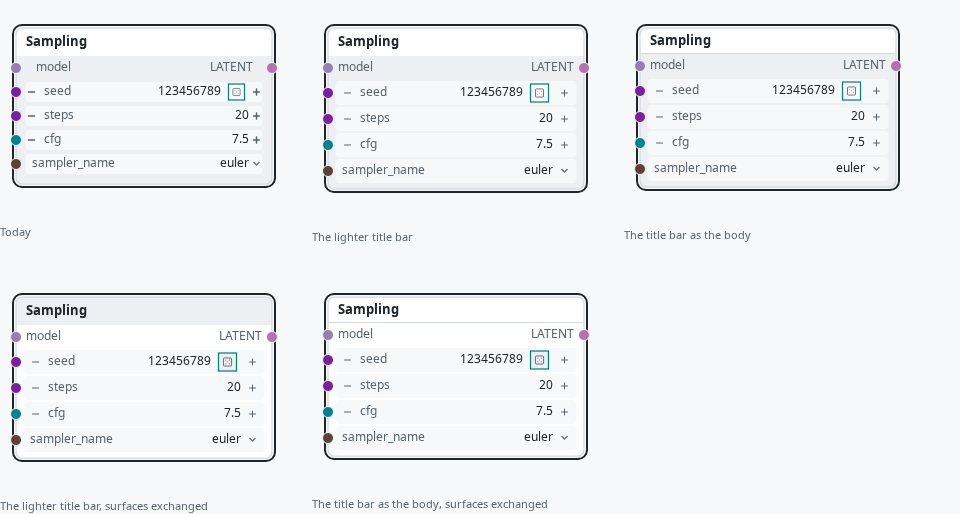 Sampling
model LATENT
− seed 123456789 +
− steps 20 +
− cfg 7.5 +
sampler_name euler
Today
Sampling
model LATENT
− seed 123456789 +
− steps 20 +
− cfg 7.5 +
sampler_name euler
The lighter title bar
Sampling
model LATENT
− seed 123456789 +
− steps 20 +
− cfg 7.5 +
sampler_name euler
The title bar as the body
Sampling
model LATENT
− seed 123456789 +
− steps 20 +
− cfg 7.5 +
sampler_name euler
The lighter title bar, surfaces exchanged
Sampling
model LATENT
− seed 123456789 +
− steps 20 +
− cfg 7.5 +
sampler_name euler
The title bar as the body, surfaces exchanged